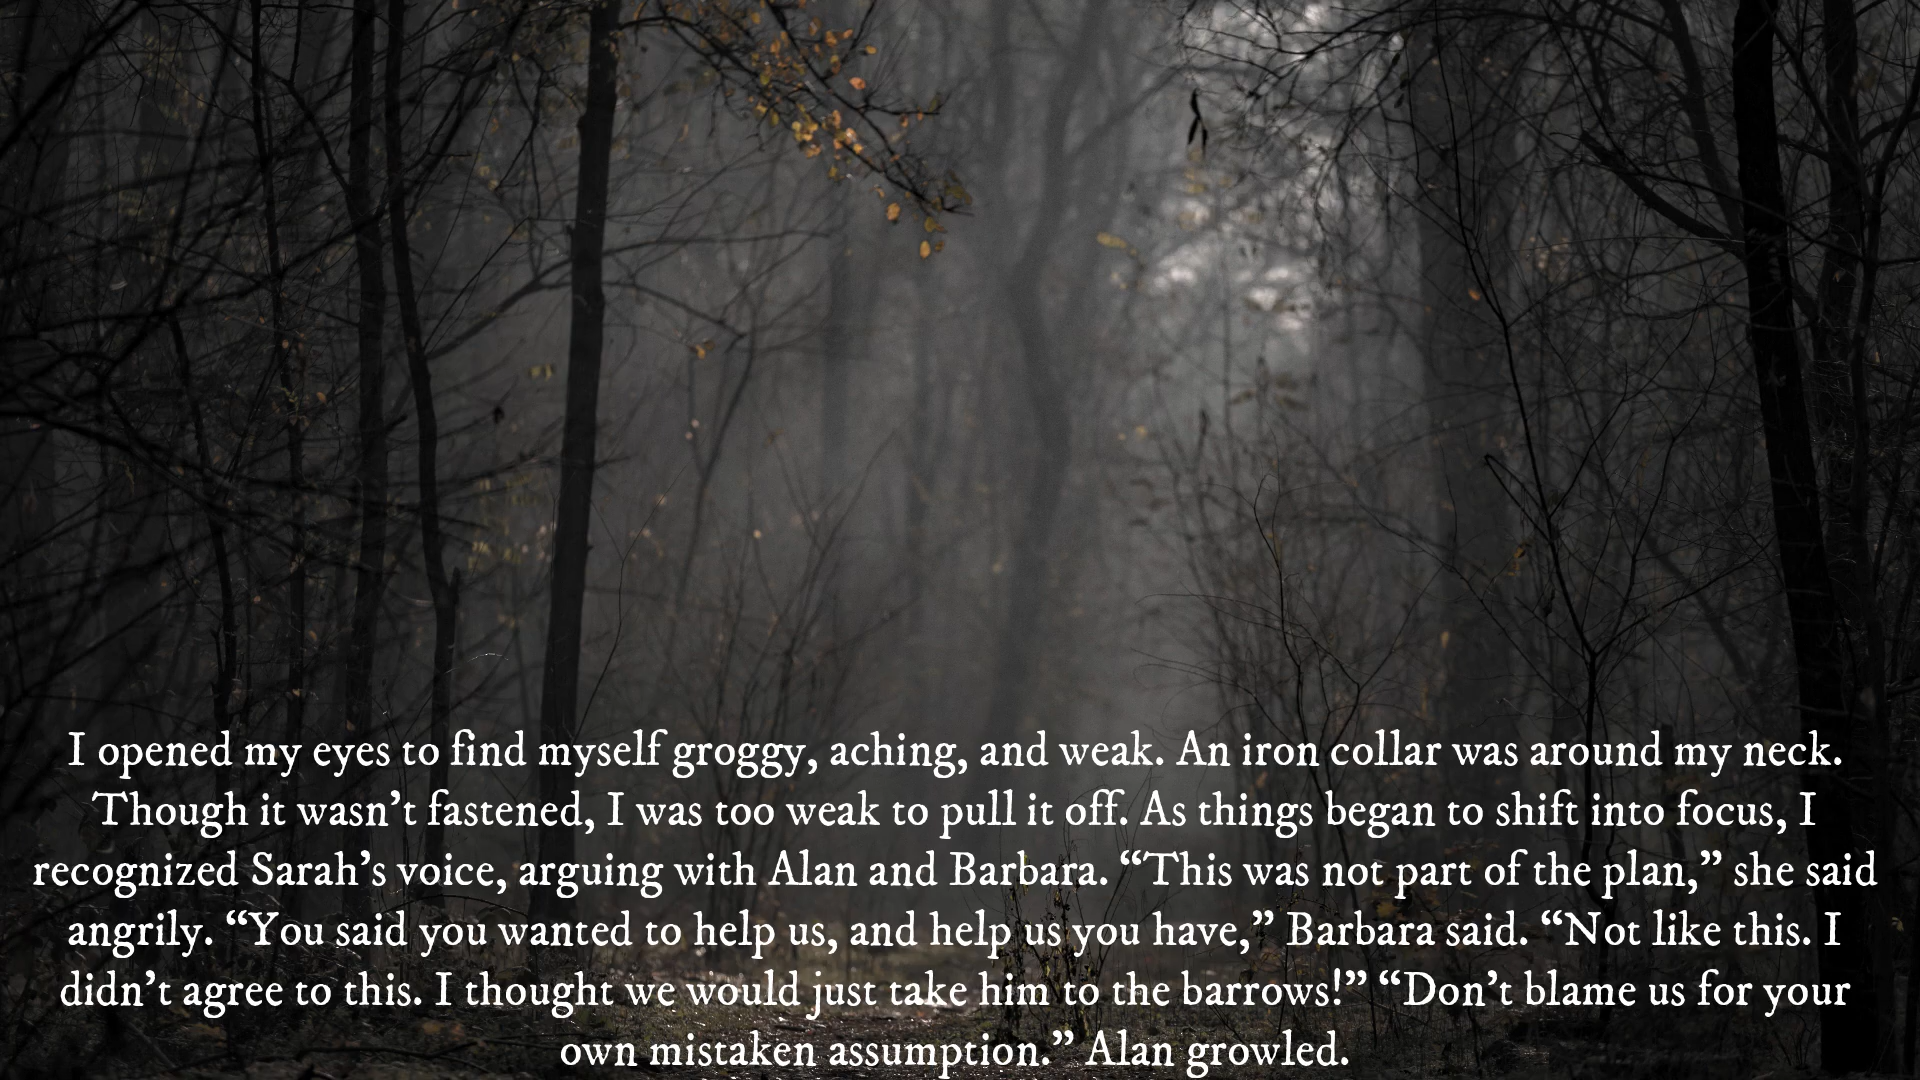 I opened my eyes to find myself groggy, aching, and weak. An iron collar was around my neck.
Though it wasn’t fastened, I was too weak to pull it off. As things began to shift into focus, I
recognized Sarah’s voice, arguing with Alan and Barbara. “This was not part of the plan,” she said
angrily. “You said you wanted to help us, and help us you have,” Barbara said. “Not like this. I
didn’t agree to this. I thought we would just take him to the barrows!” “Don’t blame us for your
own mistaken assumption.” Alan growled.